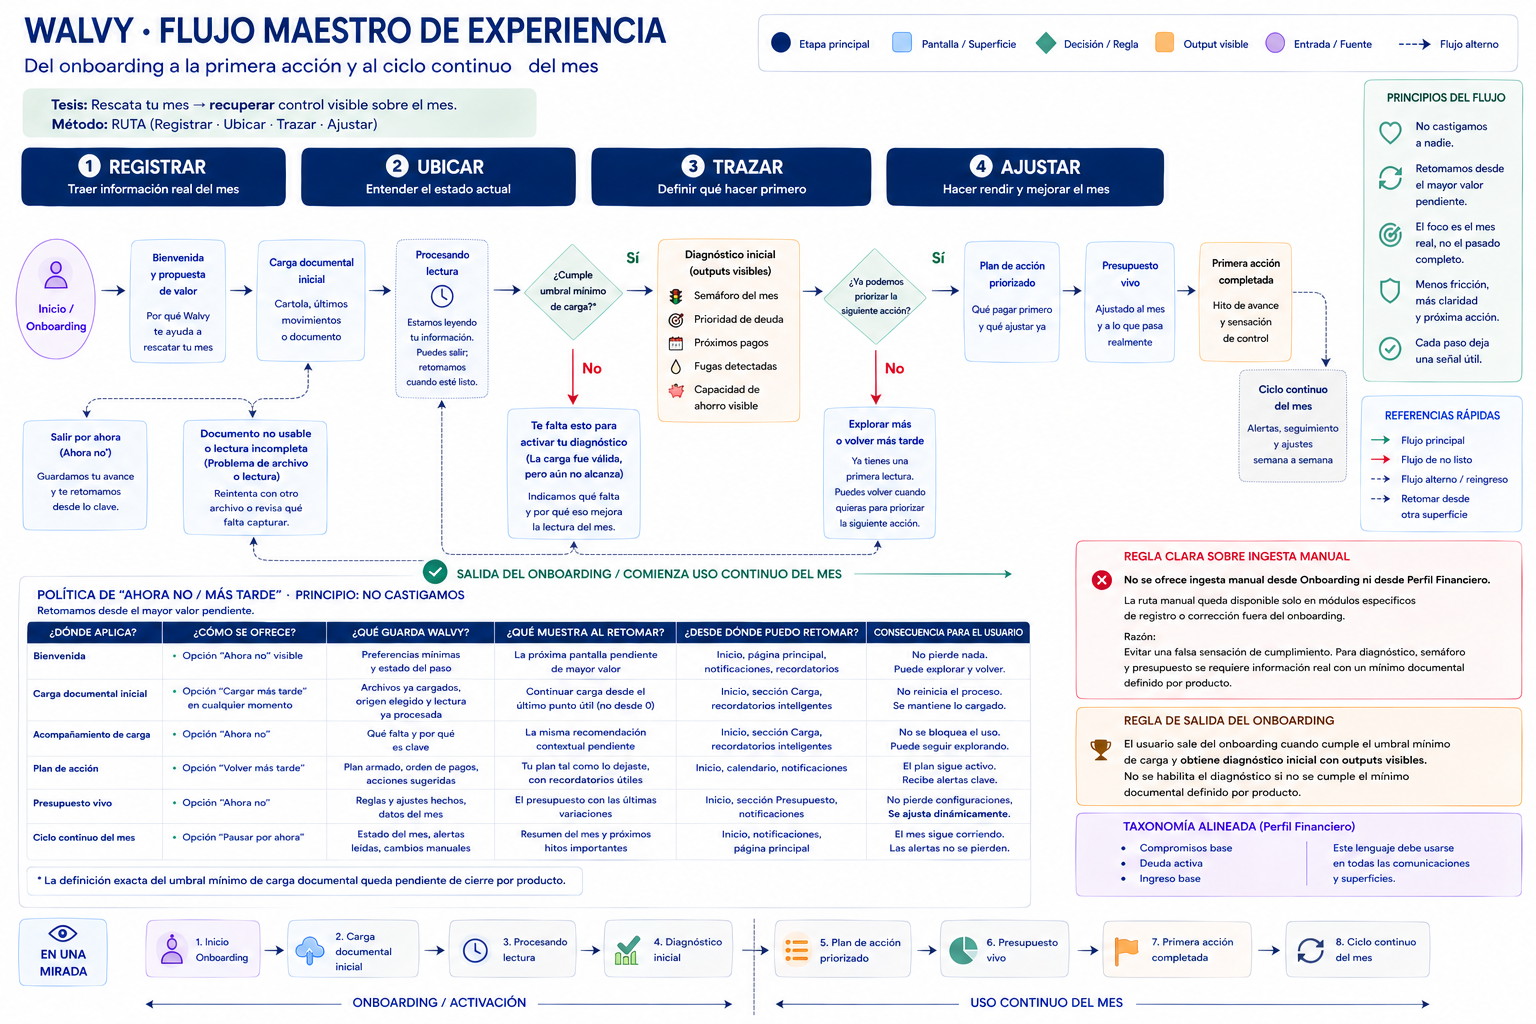 WALVY · FLUJO MAESTRO DE EXPERIENCIA
Del onboarding a la primera acción y al ciclo continuo del mes
Etapa principal
Pantalla / Superficie
Decisión / Regla
Output visible
Entrada / Fuente
Flujo alterno
Tesis: Rescata tu mes → recuperar control visible sobre el mes.
Método: RUTA (Registrar · Ubicar · Trazar · Ajustar)
1 REGISTRAR
Traer información real del mes
2 UBICAR
Entender el estado actual
3 TRAZAR
Definir qué hacer primero
4 AJUSTAR
Hacer rendir y mejorar el mes
PRINCIPIOS DEL FLUJO
No castigamos
a nadie.
Retomamos desde
el mayor valor
pendiente.
El foco es el mes
real, no el pasado
completo.
Menos fricción,
más claridad
y próxima acción.
Cada paso deja
una señal útil.
Inicio /
Onboarding
Bienvenida
y propuesta
de valor
Por qué Walvy
te ayuda a
rescatar tu mes
Carga documental
inicial
Cartola, últimos
movimientos
o documento
Procesando
lectura
Estamos leyendo
tu información.
Puedes salir;
retomamos
cuando esté listo.
¿Cumple
umbral mínimo
de carga?*
Sí
No
Diagnóstico inicial
(outputs visibles)
Semáforo del mes
Prioridad de deuda
Próximos pagos
Fugas detectadas
Capacidad de
ahorro visible
¿Ya podemos
priorizar la
siguiente acción?
Sí
No
Plan de acción
priorizado
Qué pagar primero
y qué ajustar ya
Presupuesto
vivo
Ajustado al mes
y a lo que pasa
realmente
Primera acción
completada
Hito de avance
y sensación
de control
Ciclo continuo
del mes
Alertas, seguimiento
y ajustes
semana a semana
Salir por ahora
(Ahora no")
Guardamos tu avance
y te retomamos
desde lo clave.
Documento no usable
o lectura incompleta
(Problema de archivo
o lectura)
Reintenta con otro
archivo o revisa qué
falta capturar.
Te falta esto para
activar tu diagnóstico
(La carga fue válida,
pero aún no alcanza)
Indicamos qué falta
y por qué eso mejora
la lectura del mes.
Explorar más
o volver más tarde
Ya tienes una
primera lectura.
Puedes volver cuando
quieras para priorizar
la siguiente acción.
REFERENCIAS RÁPIDAS
Flujo principal
Flujo de no listo
Flujo alterno / reingreso
Retomar desde
otra superficie
SALIDA DEL ONBOARDING / COMIENZA USO CONTINUO DEL MES
POLÍTICA DE “AHORA NO / MÁS TARDE” · PRINCIPIO: NO CASTIGAMOS
Retomamos desde el mayor valor pendiente.
¿DÓNDE APLICA? ¿CÓMO SE OFRECE? ¿QUÉ GUARDA WALVY? ¿QUÉ MUESTRA AL RETOMAR? ¿DESDE DÓNDE PUEDO RETOMAR? CONSECUENCIA PARA EL USUARIO
Bienvenida
• Opción “Ahora no” visible
Preferencias mínimas
y estado del paso
La próxima pantalla pendiente
de mayor valor
Inicio, página principal,
notificaciones, recordatorios
No pierde nada.
Puede explorar y volver.
Carga documental inicial
• Opción “Cargar más tarde”
en cualquier momento
Archivos ya cargados,
origen elegido y lectura
ya procesada
Continuar carga desde el
último punto útil (no desde 0)
Inicio, sección Carga,
recordatorios inteligentes
No reinicia el proceso.
Se mantiene lo cargado.
Acompañamiento de carga
• Opción “Ahora no”
Qué falta y por qué
es clave
La misma recomendación
contextual pendiente
Inicio, sección Carga,
recordatorios inteligentes
No se bloquea el uso.
Puede seguir explorando.
Plan de acción
• Opción “Volver más tarde”
Plan armado, orden de pagos,
acciones sugeridas
Tu plan tal como lo dejaste,
con recordatorios útiles
Inicio, calendario, notificaciones
El plan sigue activo.
Recibe alertas clave.
Presupuesto vivo
• Opción “Ahora no”
Reglas y ajustes hechos,
datos del mes
El presupuesto con las últimas
variaciones
Inicio, sección Presupuesto,
notificaciones
No pierde configuraciones,
Se ajusta dinámicamente.
Ciclo continuo del mes
• Opción “Pausar por ahora”
Estado del mes, alertas
leídas, cambios manuales
Resumen del mes y próximos
hitos importantes
Inicio, notificaciones,
página principal
El mes sigue corriendo.
Las alertas no se pierden.
* La definición exacta del umbral mínimo de carga documental queda pendiente de cierre por producto.
REGLA CLARA SOBRE INGESTA MANUAL
No se ofrece ingesta manual desde Onboarding ni desde Perfil Financiero.
La ruta manual queda disponible solo en módulos especificos
de registro o corrección fuera del onboarding.
Razón:
Evitar una falsa sensación de cumplimiento. Para diagnóstico, semáforo
y presupuesto se requiere información real con un mínimo documental
definido por producto.
REGLA DE SALIDA DEL ONBOARDING
El usuario sale del onboarding cuando cumple el umbral mínimo
de carga y obtiene diagnóstico inicial con outputs visibles.
No se habilita el diagnóstico si no se cumple el mínimo
documental definido por producto.
TAXONOMÍA ALINEADA (Perfil Financiero)
• Compromisos base
• Deuda activa
• Ingreso base
Este lenguaje debe usarse
en todas las comunicaciones
y superficies.
EN UNA
MIRADA
1. Inicio
Onboarding
2. Carga
documental
inicial
3. Procesando
lectura
4. Diagnóstico
inicial
5. Plan de acción
priorizado
6. Presupuesto
vivo
7. Primera acción
completada
8. Ciclo continuo
del mes
ONBOARDING / ACTIVACIÓN
USO CONTINUO DEL MES